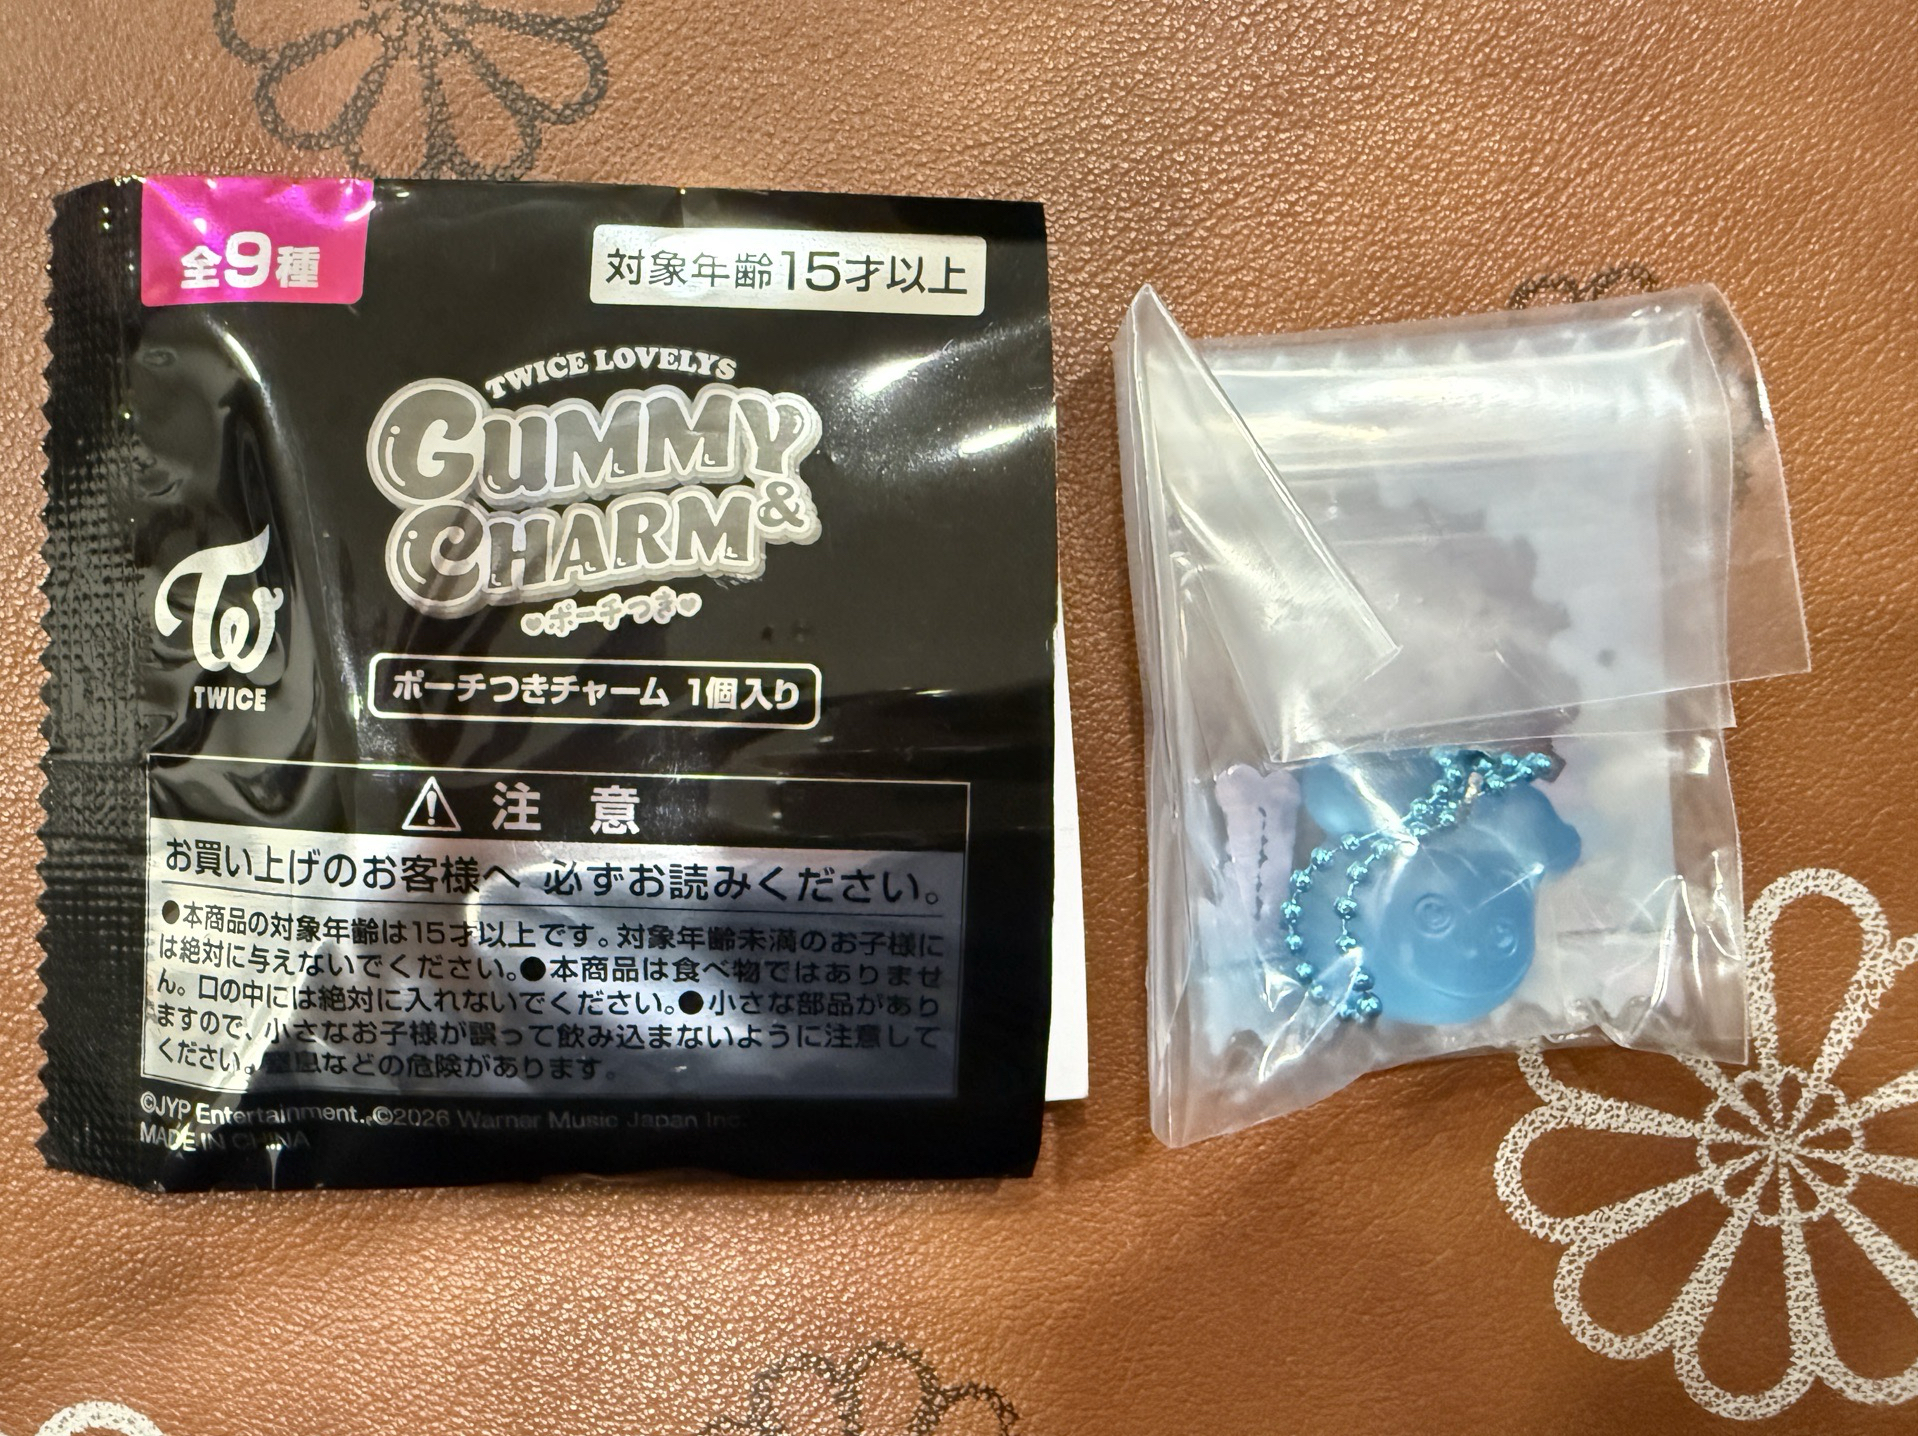 全9種
対象年齢15才以上
TWICE LOVELYS
GUMMY
& CHARM
♥ポーチつき♥
TWICE
ポーチつきチャーム 1個入り
⚠ 注意
お買い上げのお客様へ 必ずお読みください。
●本商品の対象年齢は15才以上です。対象年齢未満のお子様に
は絶対に与えないでください。●本商品は食べ物ではありませ
ん。口の中には絶対に入れないでください。●小さな部品があり
ますので、小さなお子様が誤って飲み込まないように注意して
ください。窒息などの危険があります。
©JYP Entertainment.,©2026 Warner Music Japan Inc.
MADE IN CHINA